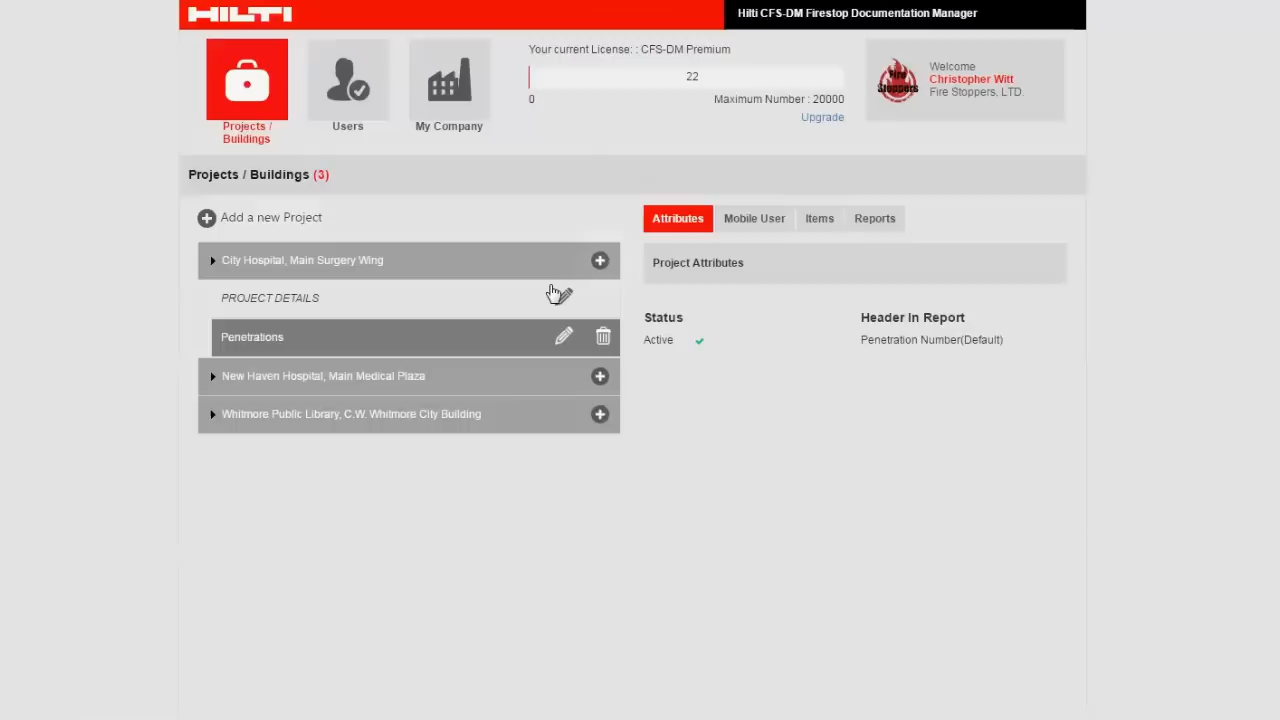 HILTI
Hilti CFS-DM Firestop Documentation Manager
Projects /
Buildings
Users
My Company
Your current License: : CFS-DM Premium
22
0
Maximum Number : 20000
Upgrade
Fire
Stoppers
Welcome
Christopher Witt
Fire Stoppers, LTD.
Projects / Buildings (3)
Add a new Project
City Hospital, Main Surgery Wing
PROJECT DETAILS
Penetrations
New Haven Hospital, Main Medical Plaza
Whitmore Public Library, C.W. Whitmore City Building
Attributes
Mobile User
Items
Reports
Project Attributes
Status
Active
Header In Report
Penetration Number(Default)